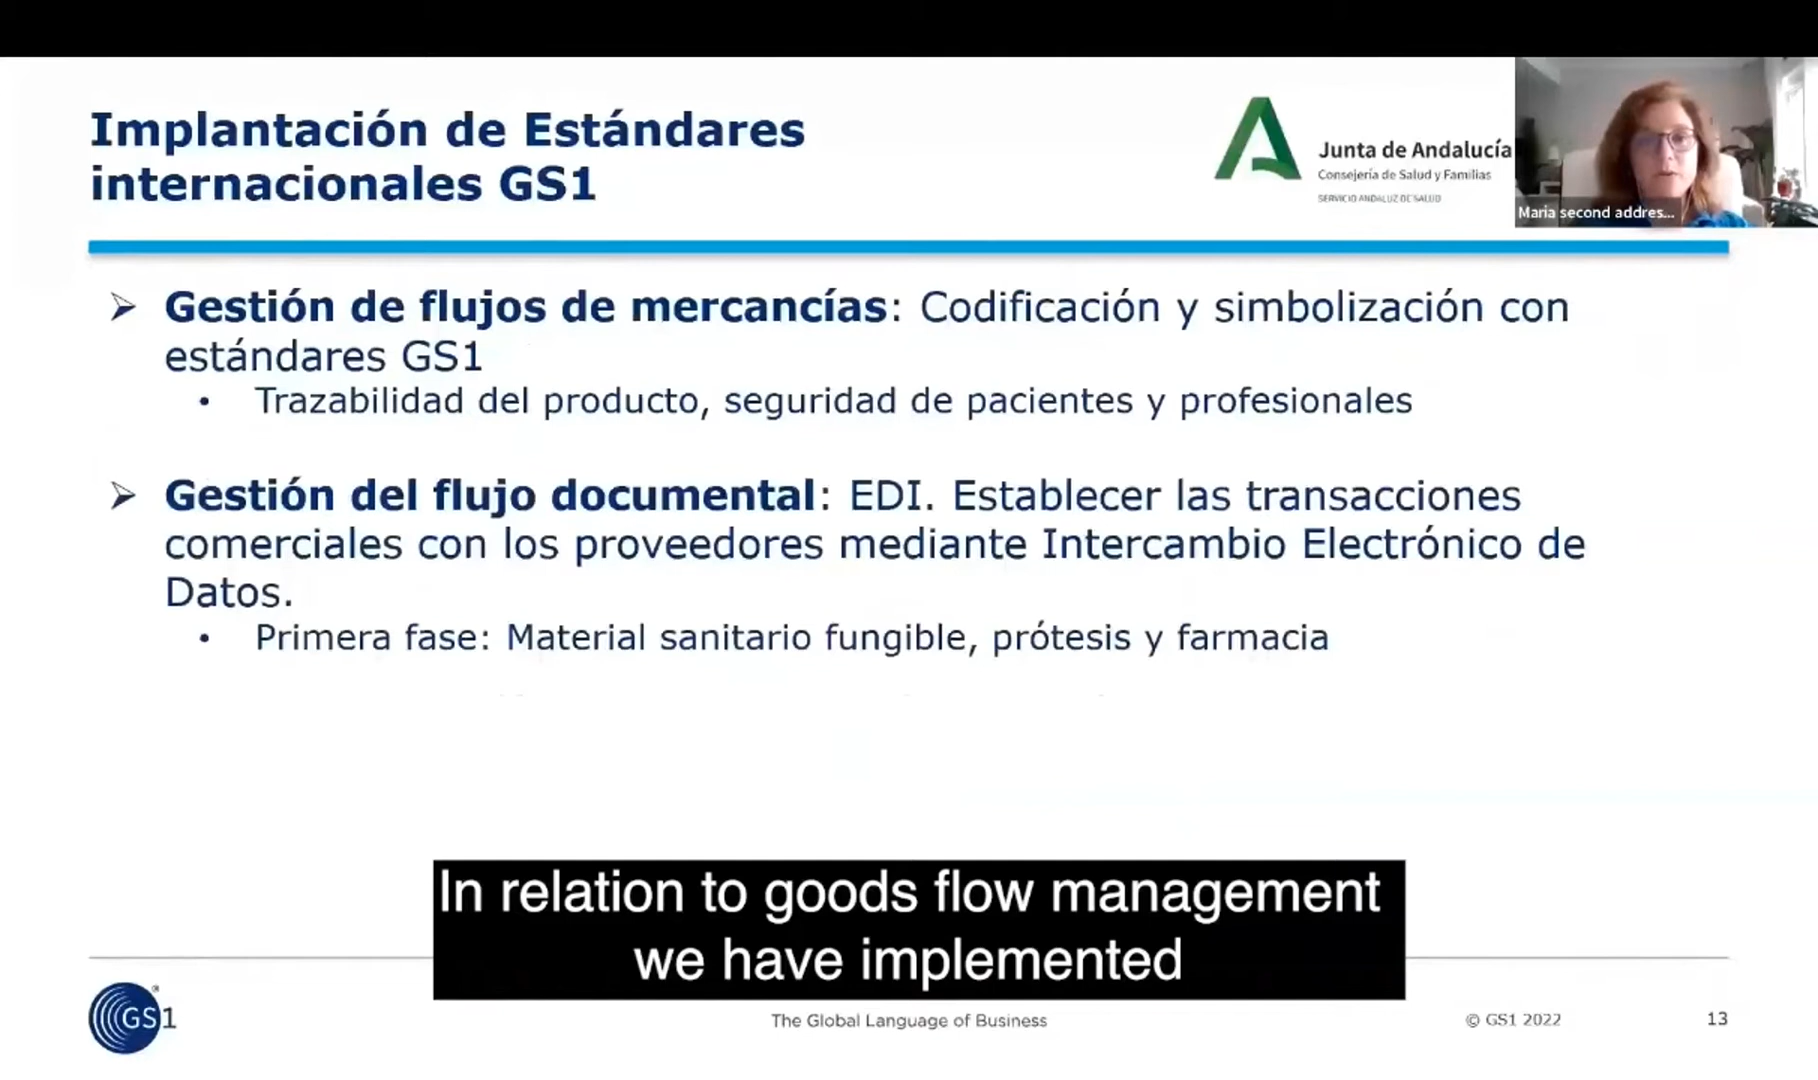 Implantación de Estándares
internacionales GS1
Junta de Andalucía
Consejería de Salud y Familias
SERVICIO ANDALUZ DE SALUD
Maria second addres...
➢ Gestión de flujos de mercancías: Codificación y simbolización con
estándares GS1
• Trazabilidad del producto, seguridad de pacientes y profesionales
➢ Gestión del flujo documental: EDI. Establecer las transacciones
comerciales con los proveedores mediante Intercambio Electrónico de
Datos.
• Primera fase: Material sanitario fungible, prótesis y farmacia
In relation to goods flow management
we have implemented
GS1®
The Global Language of Business
© GS1 2022
13